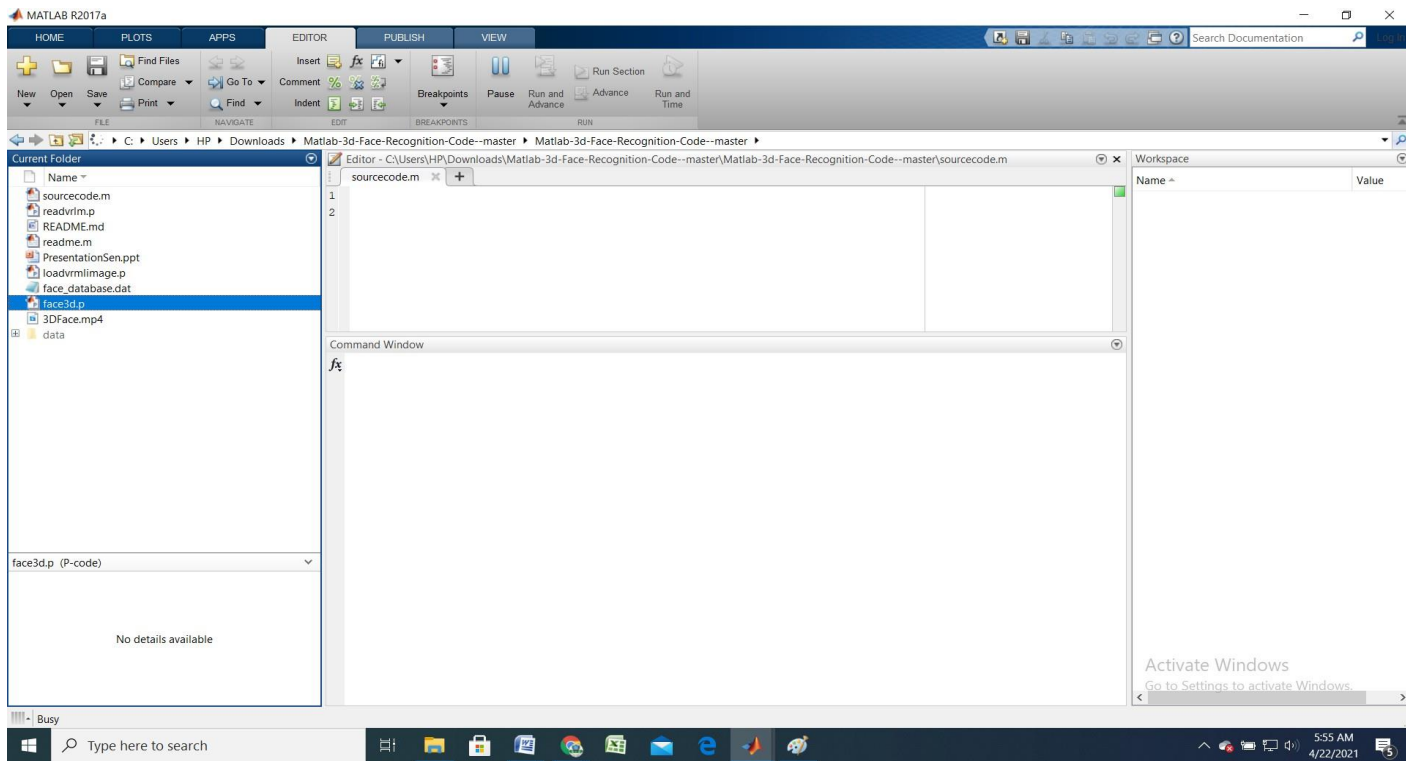 MATLAB R2017a
HOME PLOTS APPS EDITOR PUBLISH VIEW
Search Documentation
Log In
New
Open
Save
Find Files
Compare
Print
FILE
Go To
Find
NAVIGATE
Insert
Comment
Indent
EDIT
Breakpoints
BREAKPOINTS
Pause
Run and Advance
Run Section
Advance
Run and Time
RUN
C: Users HP Downloads Matlab-3d-Face-Recognition-Code--master Matlab-3d-Face-Recognition-Code--master
Current Folder
Name
sourcecode.m
readvrlm.p
README.md
readme.m
PresentationSen.ppt
loadvrmlimage.p
face_database.dat
face3d.p
3DFace.mp4
data
face3d.p (P-code)
No details available
Editor - C:\Users\HP\Downloads\Matlab-3d-Face-Recognition-Code--master\Matlab-3d-Face-Recognition-Code--master\sourcecode.m
sourcecode.m
1
2
Command Window
fx
Workspace
Name Value
Activate Windows
Go to Settings to activate Windows.
Busy
Type here to search
5:55 AM
4/22/2021
5